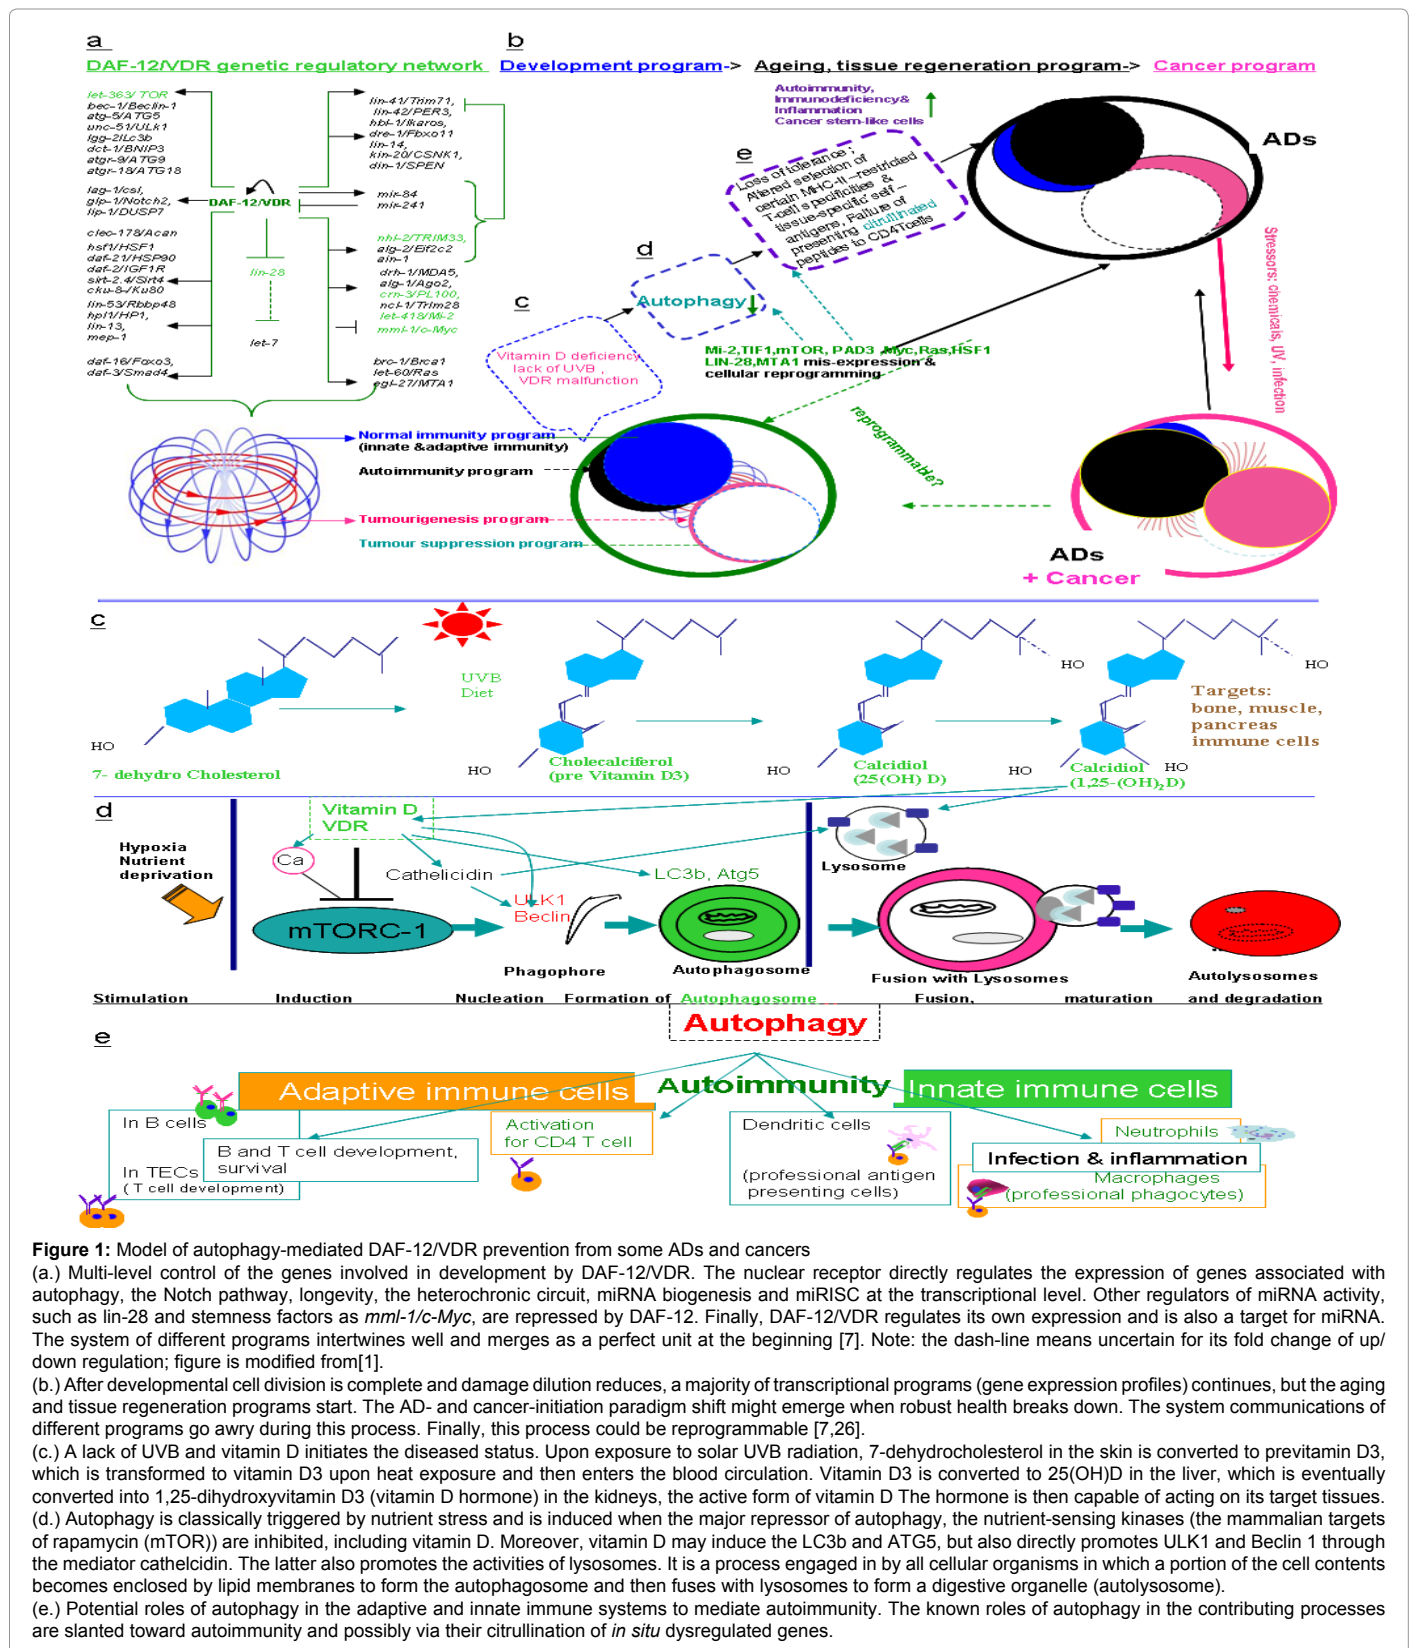 a
b
DAF-12/VDR genetic regulatory network Development program-> Ageing, tissue regeneration program-> Cancer program
let-363/ TOR
bec-1/Beclin-1
atg-5/ATG5
unc-51/ULk1
lgg-2ILc3b
dct-1/BNIP3
atgr-9/ATG9
atgr-18/ATG18
lag-1/csl,
glp-1/Notch2,
lip-1/DUSP7
clec-178/Acan
hsf1/HSF1
daf-21/HSP90
daf-2/IGF1R
sirt-2.4/Sirt4
cku-8-/Ku80
lin-53/Rbbp48
hpl1/HP1,
lin-13,
mep-1
daf-16/Foxo3,
daf-3/Smad4,
DAF-12/VDR
lin-28
let-7
lin-41/Trim71,
lin-42/PER3,
hbl-1/Ikaros,
dre-1/Fbxo11
lin-14,
kin-20/CSNK1,
din-1/SPEN
mir-84
mir-241
nhl-2/TRIM33,
alg-2/Eif2c2
ain-1
drh-1/MDA5,
alg-1/Ago2,
crn-3/PL100,
ncl-1/Trim28
let-418/Mi-2
mml-1/c-Myc
brc-1/Brca1
let-60/Ras
egl-27/MTA1
Autoimmunity,
Immunodeficiency&
Inflammation
Cancer stem-like cells
e
Loss of tolerance ;
Altered selection of
certain MHC-II-restricted
T-cell specificities &
tissue-specific self-
antigens, Failure of
presenting citrullinated
peptides to CD4Tcells
ADs
d
Autophagy
c
Vitamin D deficiency,
lack of UVB ,
VDR malfunction
Mi-2,TIF1,mTOR, PAD3 ,Myc,Ras,HSF1
LIN-28,MTA1 mis-expression &
cellular reprogramming
Stressors: chemicals, UV, infection
reprogrammable?
Normal immunity program
(innate &adaptive immunity)
Autoimmunity program
Tumourigenesis program
Tumour suppression program
ADs
+ Cancer
c
UVB
Diet
HO
7- dehydro Cholesterol
HO
Cholecalciferol
(pre Vitamin D3)
HO
HO
Calcidiol
(25(OH) D)
HO
HO
Calcidiol
(1,25-(OH)2D)
HO
Targets:
bone, muscle,
pancreas
immune cells
d
Hypoxia
Nutrient
deprivation
Vitamin D
VDR
Ca
Cathelicidin
mTORC-1
ULK1
Beclin
Phagophore
LC3b, Atg5
Autophagosome
Lysosome
Fusion with Lysosomes
Autolysosomes
Stimulation Induction Nucleation Formation of Autophagosome Fusion, maturation and degradation
Autophagy
e
Adaptive immune cells
Autoimmunity
Innate immune cells
In B cells
In TECs
( T cell development)
B and T cell development,
survival
Activation
for CD4 T cell
Dendritic cells
(professional antigen
presenting cells)
Neutrophils
Infection & inflammation
Macrophages
(professional phagocytes)
Figure 1: Model of autophagy-mediated DAF-12/VDR prevention from some ADs and cancers
(a.) Multi-level control of the genes involved in development by DAF-12/VDR. The nuclear receptor directly regulates the expression of genes associated with
autophagy, the Notch pathway, longevity, the heterochronic circuit, miRNA biogenesis and miRISC at the transcriptional level. Other regulators of miRNA activity,
such as lin-28 and stemness factors as mml-1/c-Myc, are repressed by DAF-12. Finally, DAF-12/VDR regulates its own expression and is also a target for miRNA.
The system of different programs intertwines well and merges as a perfect unit at the beginning [7]. Note: the dash-line means uncertain for its fold change of up/
down regulation; figure is modified from[1].
(b.) After developmental cell division is complete and damage dilution reduces, a majority of transcriptional programs (gene expression profiles) continues, but the aging
and tissue regeneration programs start. The AD- and cancer-initiation paradigm shift might emerge when robust health breaks down. The system communications of
different programs go awry during this process. Finally, this process could be reprogrammable [7,26].
(c.) A lack of UVB and vitamin D initiates the diseased status. Upon exposure to solar UVB radiation, 7-dehydrocholesterol in the skin is converted to previtamin D3,
which is transformed to vitamin D3 upon heat exposure and then enters the blood circulation. Vitamin D3 is converted to 25(OH)D in the liver, which is eventually
converted into 1,25-dihydroxyvitamin D3 (vitamin D hormone) in the kidneys, the active form of vitamin D The hormone is then capable of acting on its target tissues.
(d.) Autophagy is classically triggered by nutrient stress and is induced when the major repressor of autophagy, the nutrient-sensing kinases (the mammalian targets
of rapamycin (mTOR)) are inhibited, including vitamin D. Moreover, vitamin D may induce the LC3b and ATG5, but also directly promotes ULK1 and Beclin 1 through
the mediator cathelcidin. The latter also promotes the activities of lysosomes. It is a process engaged in by all cellular organisms in which a portion of the cell contents
becomes enclosed by lipid membranes to form the autophagosome and then fuses with lysosomes to form a digestive organelle (autolysosome).
(e.) Potential roles of autophagy in the adaptive and innate immune systems to mediate autoimmunity. The known roles of autophagy in the contributing processes
are slanted toward autoimmunity and possibly via their citrullination of in situ dysregulated genes.